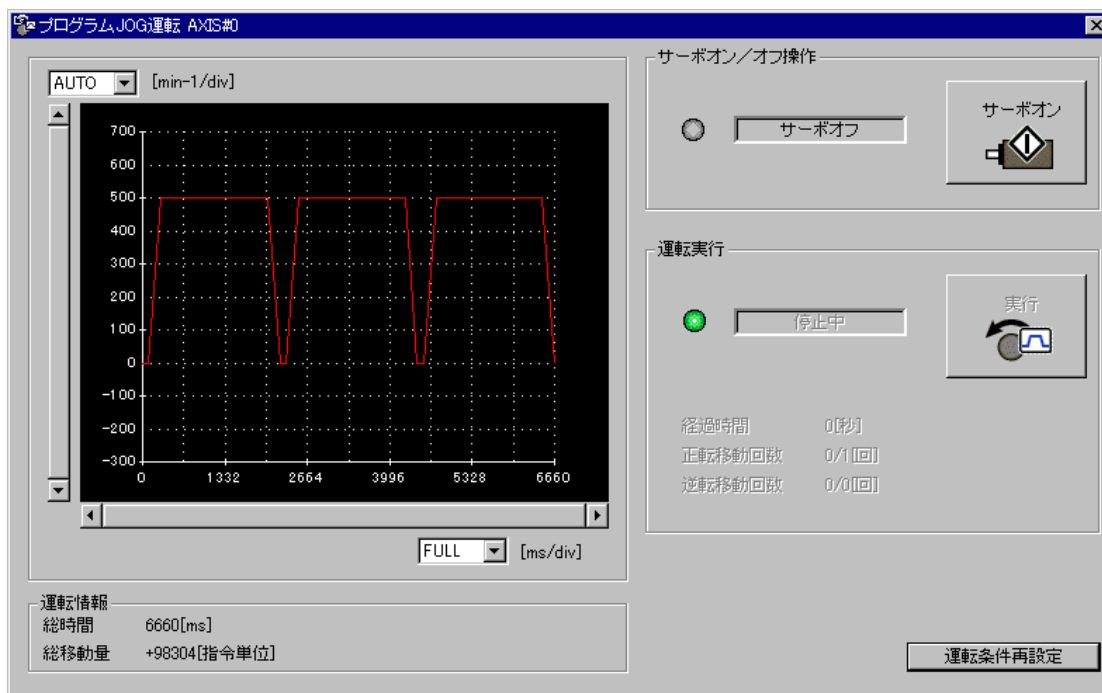 プログラムJOG運転 AXIS#0
AUTO [min-1/div]
700
600
500
400
300
200
100
0
-100
-200
-300
0 1332 2664 3996 5328 6660
FULL [ms/div]
運転情報
総時間 6660[ms]
総移動量 +98304[指令単位]
サーボオン/オフ操作
サーボオフ
サーボオン
運転実行
停止中
実行
経過時間 0[秒]
正転移動回数 0/1[回]
逆転移動回数 0/0[回]
運転条件再設定